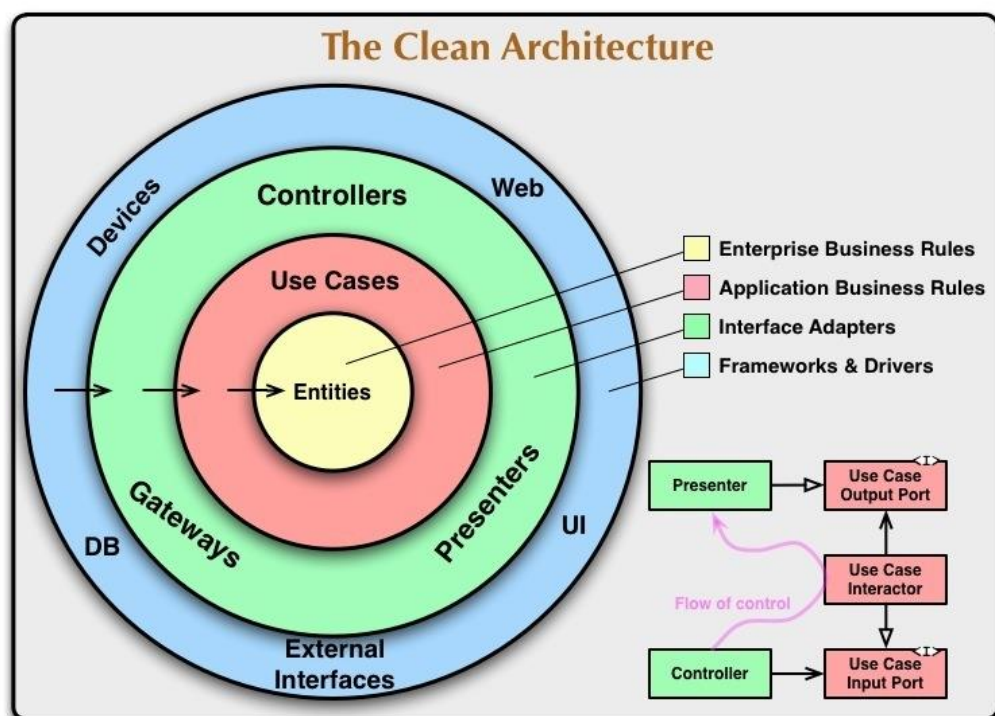 The Clean Architecture
Devices
Web
Controllers
Use Cases
Entities
Gateways
Presenters
DB
UI
External
Interfaces
Enterprise Business Rules
Application Business Rules
Interface Adapters
Frameworks & Drivers
Presenter
<I>
Use Case
Output Port
Use Case
Interactor
Flow of control
Controller
<I>
Use Case
Input Port